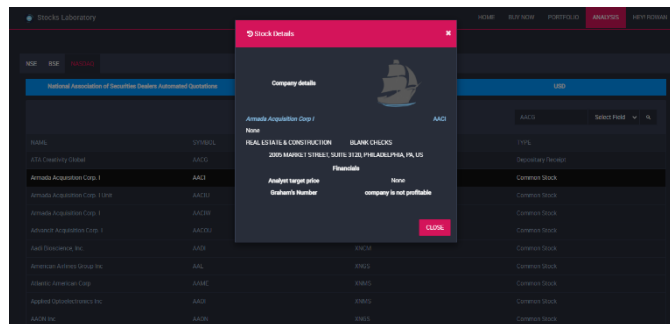 Stocks Laboratory
HOME BUY NOW PORTFOLIO ANALYSIS HEY! RONAN
Stock Details ×
NSE BSE NASDAQ
National Association of Securities Dealers Automated Quotations USD
Company details
AACG Select Field
Armada Acquisition Corp I AACI
None
REAL ESTATE & CONSTRUCTION BLANK CHECKS
2005 MARKET STREET, SUITE 3120, PHILADELPHIA, PA, US
Financials
Analyst target price None
Graham's Number company is not profitable
CLOSE
NAME SYMBOL TYPE
ATA Creativity Global AACG Depositary Receipt
Armada Acquisition Corp. I AACI Common Stock
Armada Acquisition Corp. I Unit AACIU Common Stock
Armada Acquisition Corp. I AACIW Common Stock
Advancit Acquisition Corp. I AACOU Common Stock
Aadi Bioscience, Inc. AADI XNCM Common Stock
American Airlines Group Inc AAL XNGS Common Stock
Atlantic American Corp AAME XNMS Common Stock
Applied Optoelectronics Inc AAOI XNMS Common Stock
AAON Inc AAON XNGS Common Stock